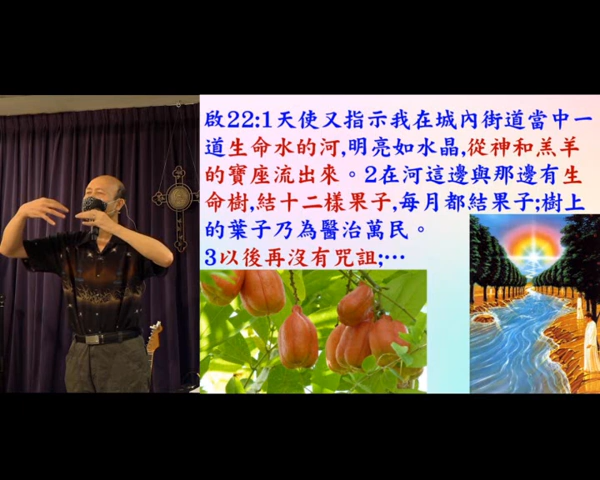 啟22:1天使又指示我在城內街道當中一
道生命水的河,明亮如水晶,從神和羔羊
的寶座流出來。2在河這邊與那邊有生
命樹,結十二樣果子,每月都結果子;樹上
的葉子乃為醫治萬民。
3以後再沒有咒詛;…